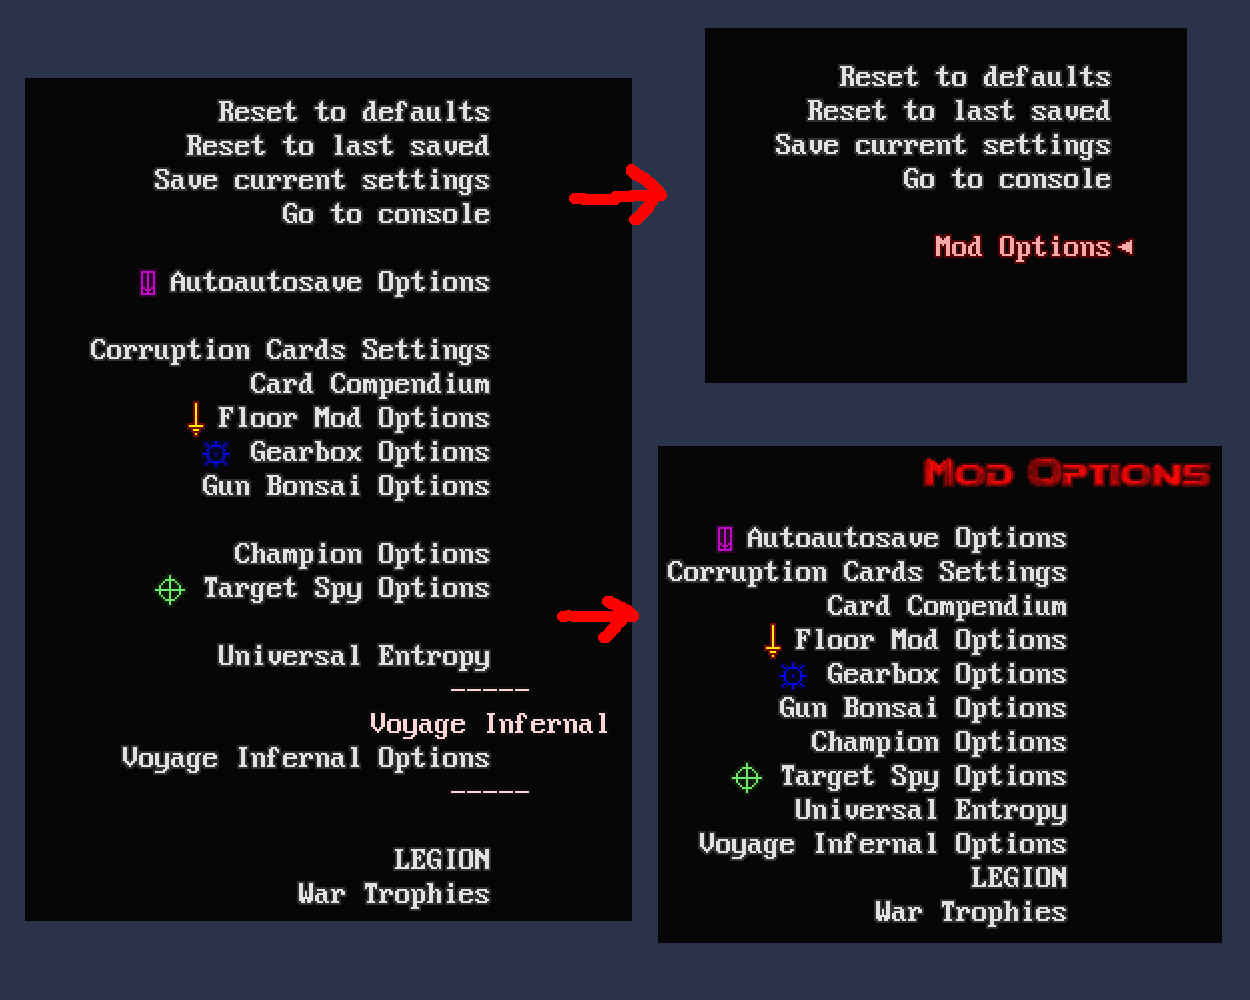 Reset to defaults
Reset to last saved
Save current settings
Go to console
Autoautosave Options
Corruption Cards Settings
Card Compendium
Floor Mod Options
Gearbox Options
Gun Bonsai Options
Champion Options
Target Spy Options
Universal Entropy
-----
Voyage Infernal
Voyage Infernal Options
-----
LEGION
War Trophies
Reset to defaults
Reset to last saved
Save current settings
Go to console
Mod Options
Mod Options
Autoautosave Options
Corruption Cards Settings
Card Compendium
Floor Mod Options
Gearbox Options
Gun Bonsai Options
Champion Options
Target Spy Options
Universal Entropy
Voyage Infernal Options
LEGION
War Trophies